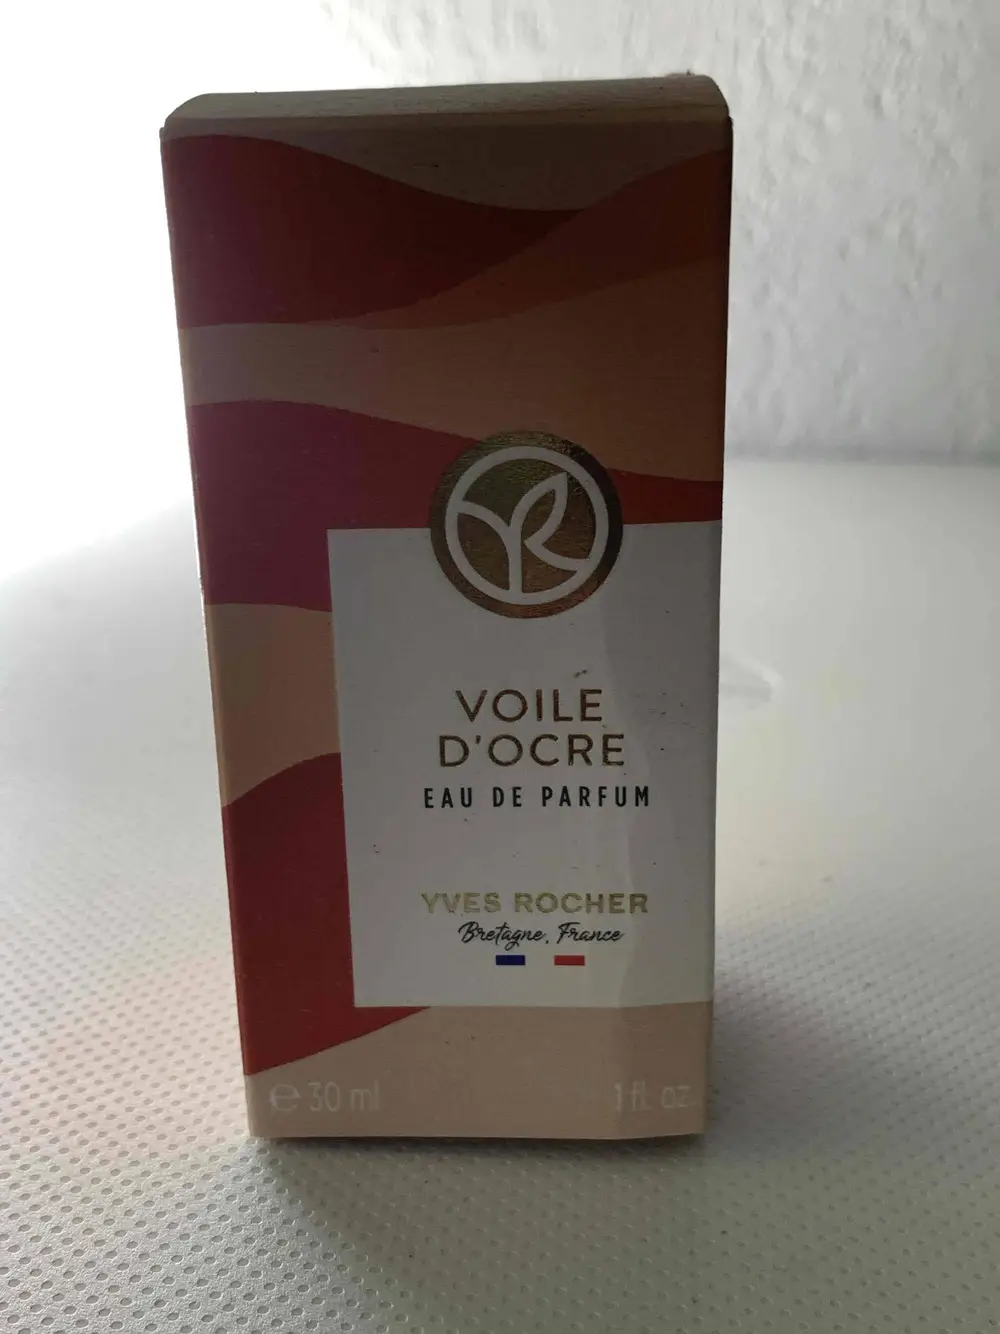 VOILE
D'OCRE
EAU DE PARFUM
YVES ROCHER
Bretagne, France
℮ 30 ml 1 fl. oz.